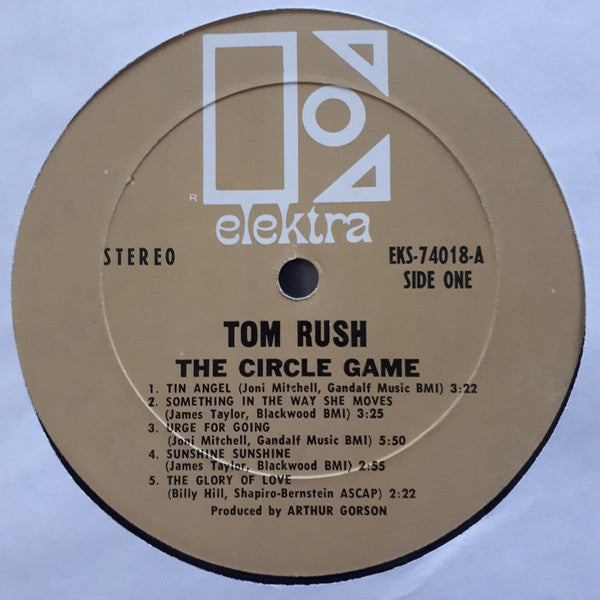 R
elektra
STEREO
EKS-74018-A
SIDE ONE
TOM RUSH
THE CIRCLE GAME
1. TIN ANGEL (Joni Mitchell, Gandalf Music BMI) 3:22
2. SOMETHING IN THE WAY SHE MOVES
(James Taylor, Blackwood BMI) 3:25
3. URGE FOR GOING
(Joni Mitchell, Gandalf Music BMI) 5:50
4. SUNSHINE SUNSHINE
(James Taylor, Blackwood BMI) 2:55
5. THE GLORY OF LOVE
(Billy Hill, Shapiro-Bernstein ASCAP) 2:22
Produced by ARTHUR GORSON